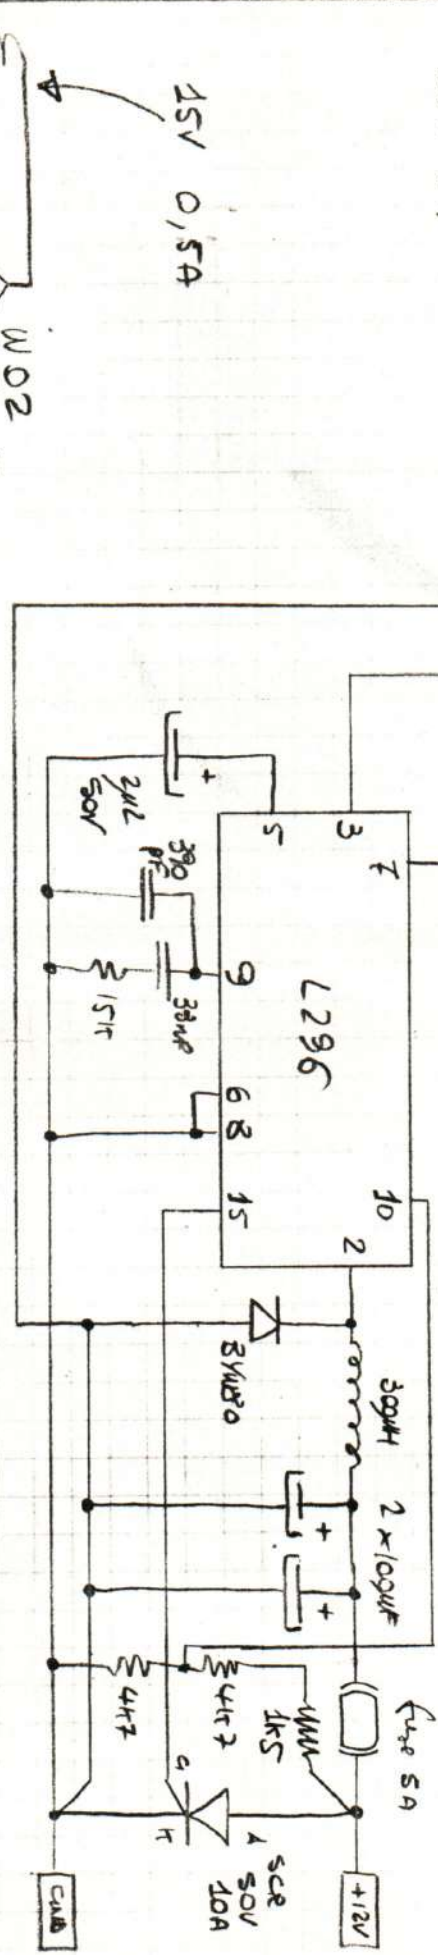 15V 0,5A
W02
3
7
5
+
2µ2
50V
390
PF
9
33nF
15K
L296
6
8
15
10
2
BYW80
300µH
2 x 100µF
+
+
fuse 5A
4K7
4K7
1K5
G
K
A
SCR
50V
10A
+12V
GND